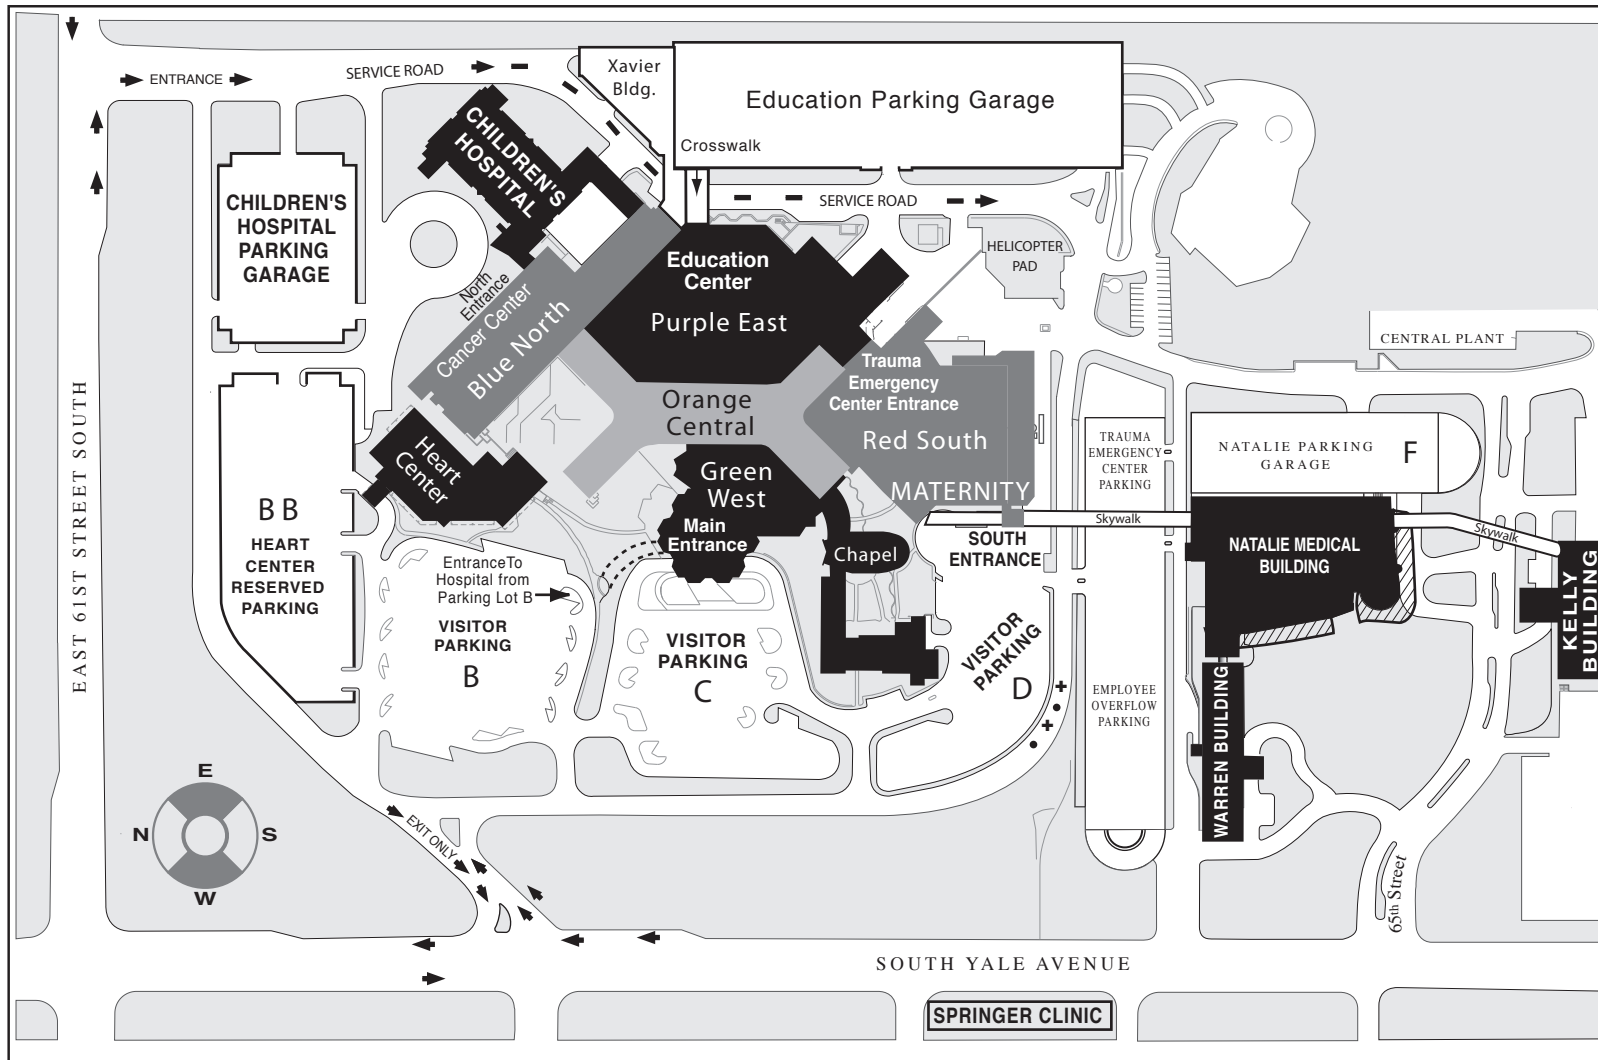 ENTRANCE
SERVICE ROAD
Xavier
Bldg.
Education Parking Garage
Crosswalk
CHILDREN'S
HOSPITAL
SERVICE ROAD
CHILDREN'S
HOSPITAL
PARKING
GARAGE
North
Entrance
Cancer Center
Blue North
Education
Center
Purple East
HELICOPTER
PAD
CENTRAL PLANT
Trauma
Emergency
Center Entrance
Red South
Orange
Central
Heart
Center
Green
West
Main
Entrance
MATERNITY
TRAUMA
EMERGENCY
CENTER
PARKING
NATALIE PARKING
GARAGE
F
Skywalk
Skywalk
SOUTH
ENTRANCE
Chapel
NATALIE MEDICAL
BUILDING
KELLY
BUILDING
BB
HEART
CENTER
RESERVED
PARKING
EntranceTo
Hospital from
Parking Lot B
VISITOR
PARKING
B
VISITOR
PARKING
C
VISITOR
PARKING
D
EMPLOYEE
OVERFLOW
PARKING
WARREN BUILDING
EAST 61ST STREET SOUTH
E
N
S
W
EXIT ONLY
65th Street
SOUTH YALE AVENUE
SPRINGER CLINIC